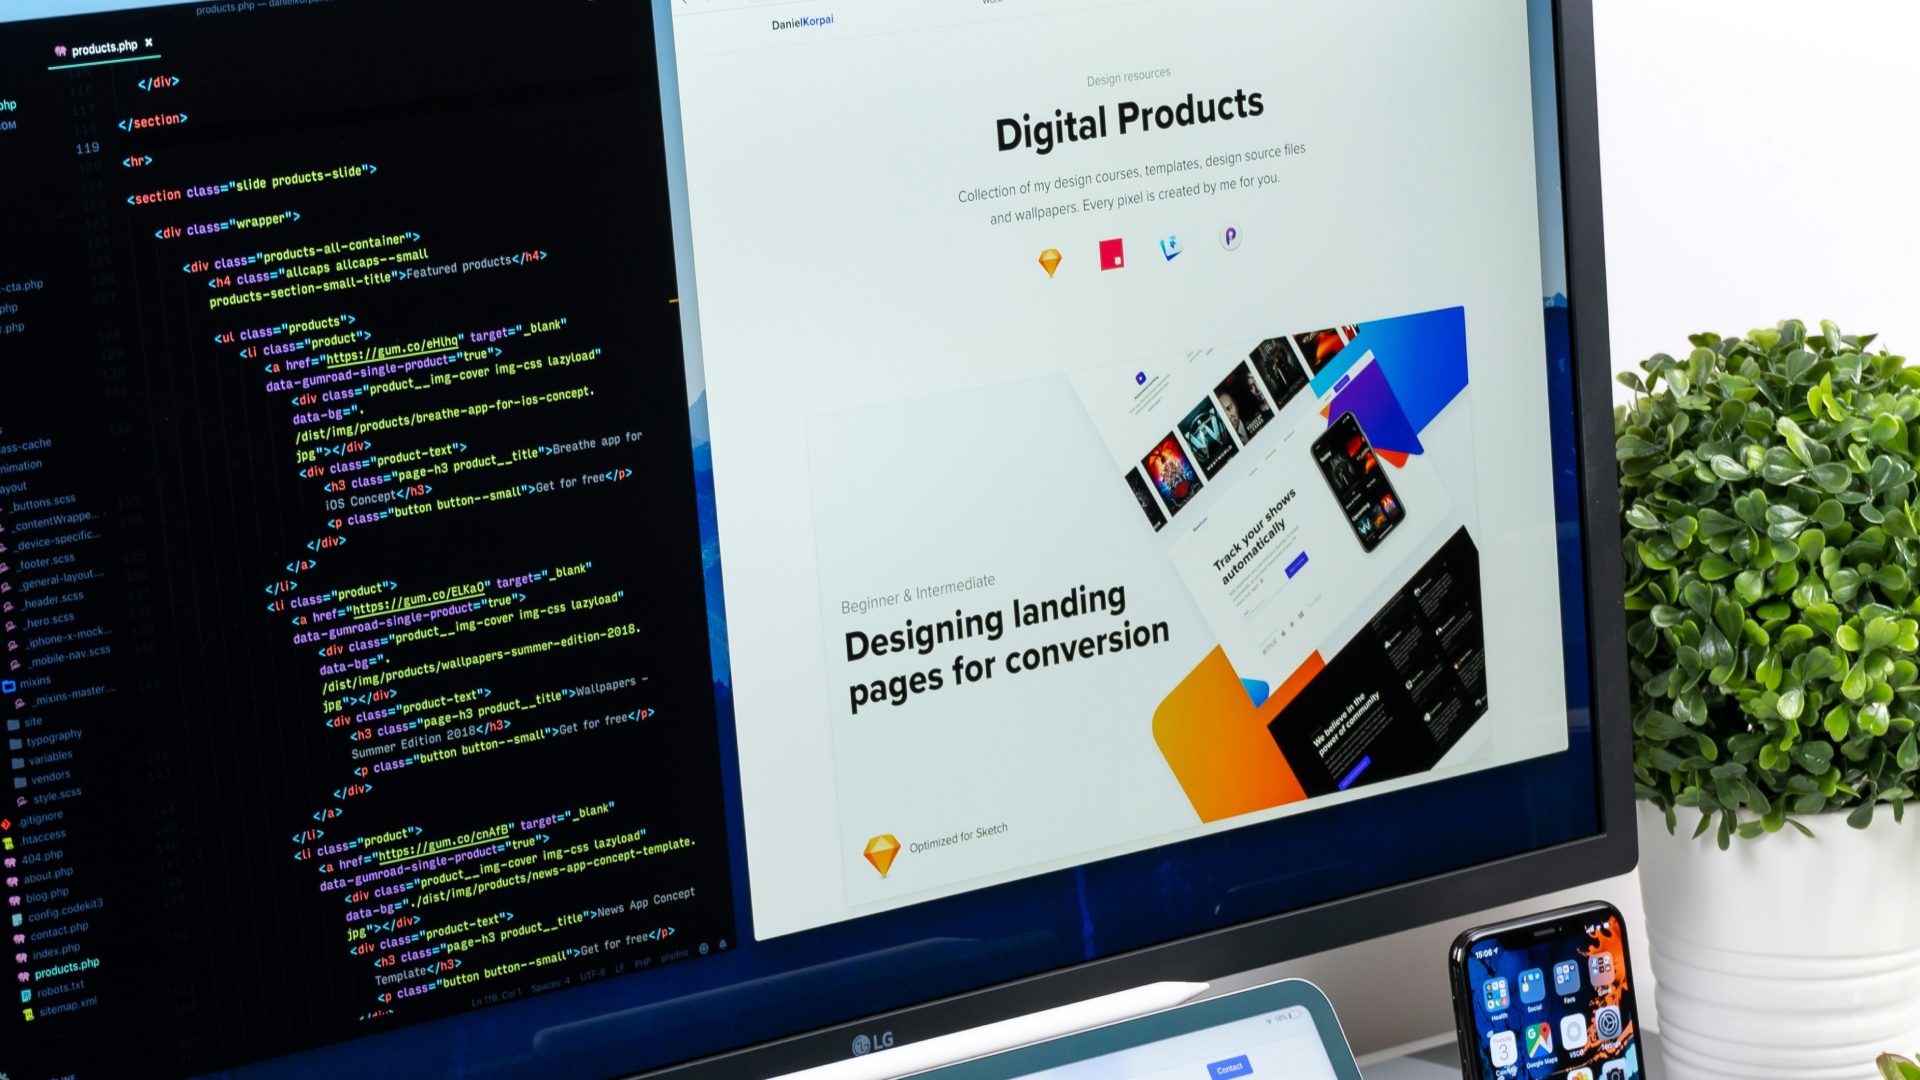 products.php — danielkorpai
products.php ×
</div>
</section>
119
<hr>
<section class="slide products-slide">
<div class="wrapper">
<div class="products-all-container">
<h4 class="allcaps allcaps--small
products-section-small-title">Featured products</h4>
<ul class="products">
<li class="product">
<a href="https://gum.co/eHlhq" target="_blank"
data-gumroad-single-product="true">
<div class="product__img-cover img-css lazyload"
data-bg=".
/dist/img/products/breathe-app-for-ios-concept.
jpg"></div>
<div class="product-text">
<h3 class="page-h3 product__title">Breathe app for
iOS Concept</h3>
<p class="button button--small">Get for free</p>
</div>
</a>
</li>
<li class="product">
<a href="https://gum.co/ELKaO" target="_blank"
data-gumroad-single-product="true">
<div class="product__img-cover img-css lazyload"
data-bg=".
/dist/img/products/wallpapers-summer-edition-2018.
jpg"></div>
<div class="product-text">
<h3 class="page-h3 product__title">Wallpapers –
Summer Edition 2018</h3>
<p class="button button--small">Get for free</p>
</div>
</a>
</li>
<li class="product">
<a href="https://gum.co/cnAfB" target="_blank"
data-gumroad-single-product="true">
<div class="product__img-cover img-css lazyload"
data-bg="./dist/img/products/news-app-concept-template.
jpg"></div>
<div class="product-text">
<h3 class="page-h3 product__title">News App Concept
Template</h3>
<p class="button button--small">Get for free</p>
Ln 119, Col 1 Spaces: 4 UTF-8 LF PHP phpfmt
-cta.php
_buttons.scss
_contentWrappe...
_device-specific...
_footer.scss
_general-layout....
_header.scss
_hero.scss
_iphone-x-mock...
_mobile-nav.scss
mixins
_mixins-master....
site
typography
variables
vendors
style.scss
.gitignore
.htaccess
404.php
about.php
blog.php
config.codekit3
contact.php
index.php
products.php
robots.txt
sitemap.xml
DanielKorpai
Work
Design resources
Digital Products
Collection of my design courses, templates, design source files
and wallpapers. Every pixel is created by me for you.
Beginner & Intermediate
Designing landing
pages for conversion
Optimized for Sketch
WESTWORLD
Today
Track your shows
automatically
We believe in the
power of community
LG
18%
Contact
15:06
Health
Social
Favs
Travel
3
Google Maps
VSCO
Settings